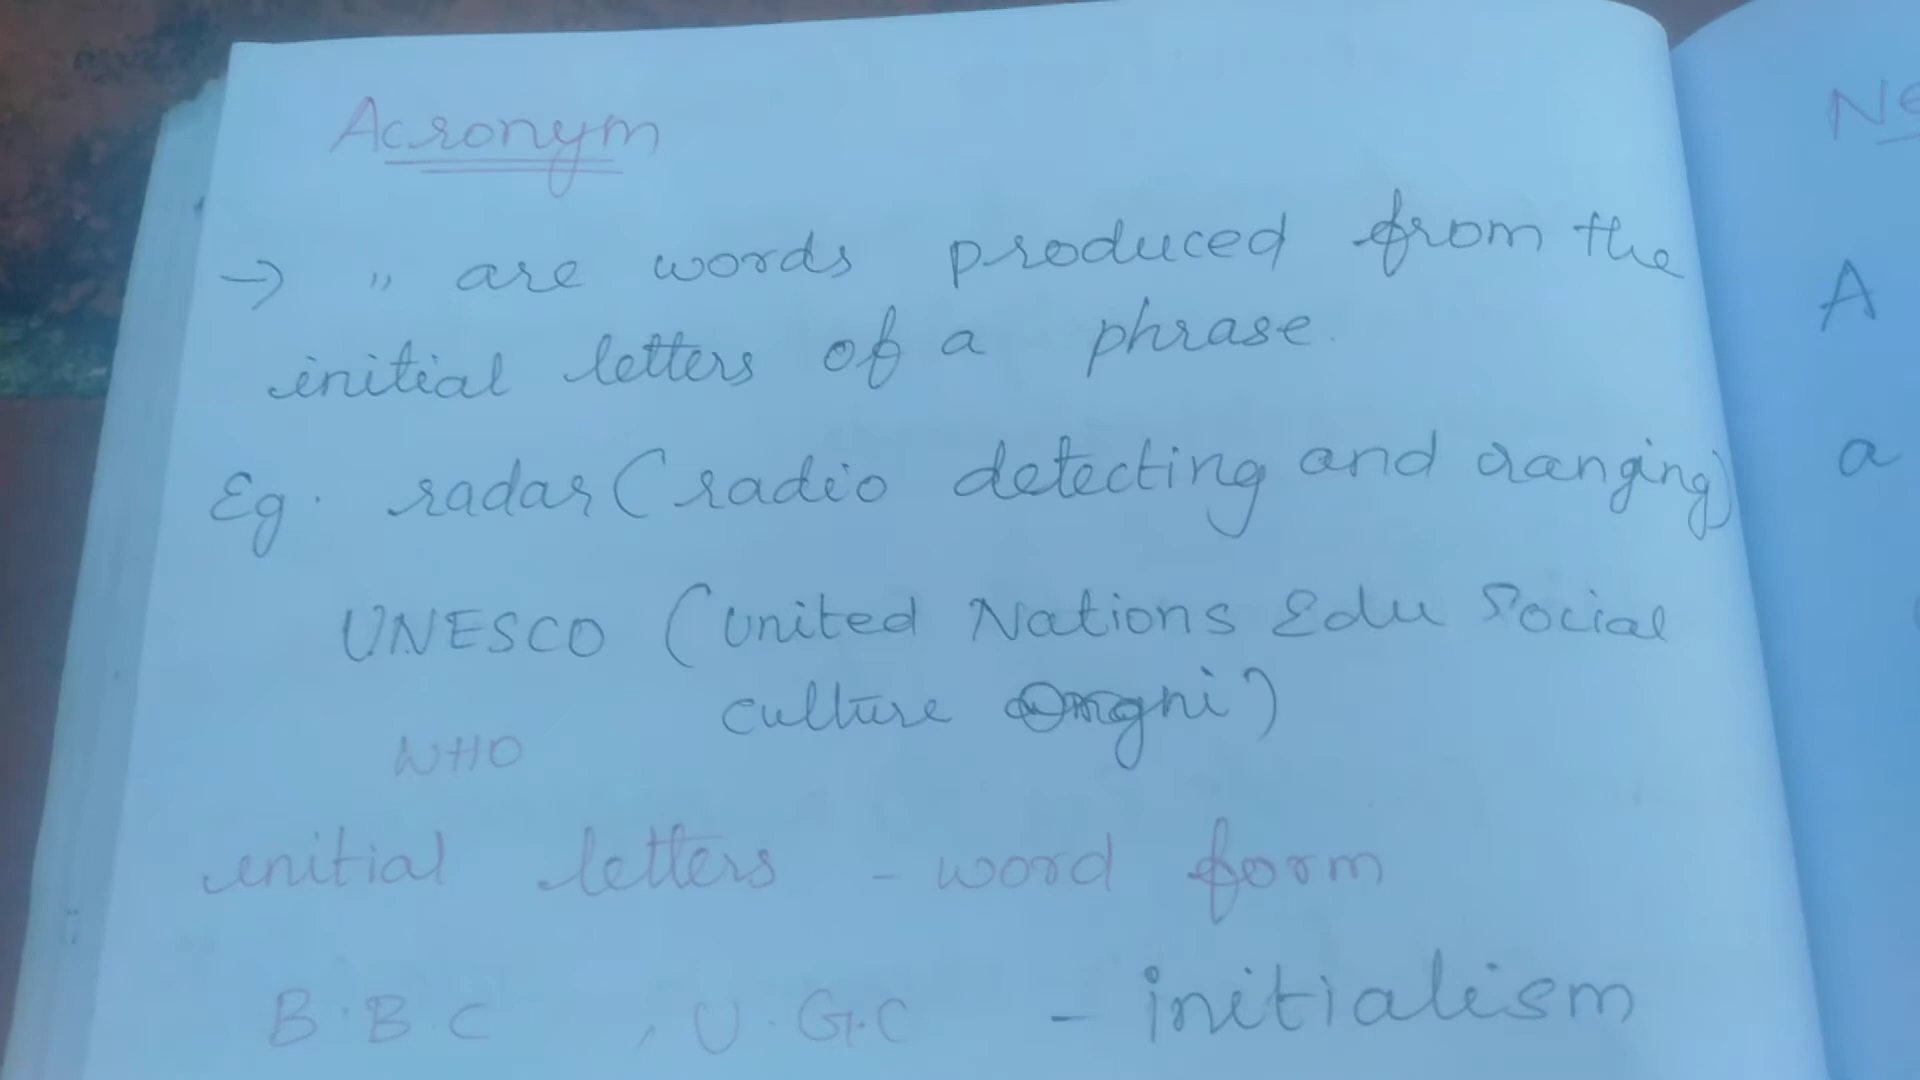 Acronym
→ " are words produced from the
initial letters of a phrase.
Eg. radar (radio detecting and ranging)
UNESCO (United Nations Edu Social
culture Orgni)
WHO
initial letters - word form
B.B.C , U.G.C - initialism
Ne
A
a